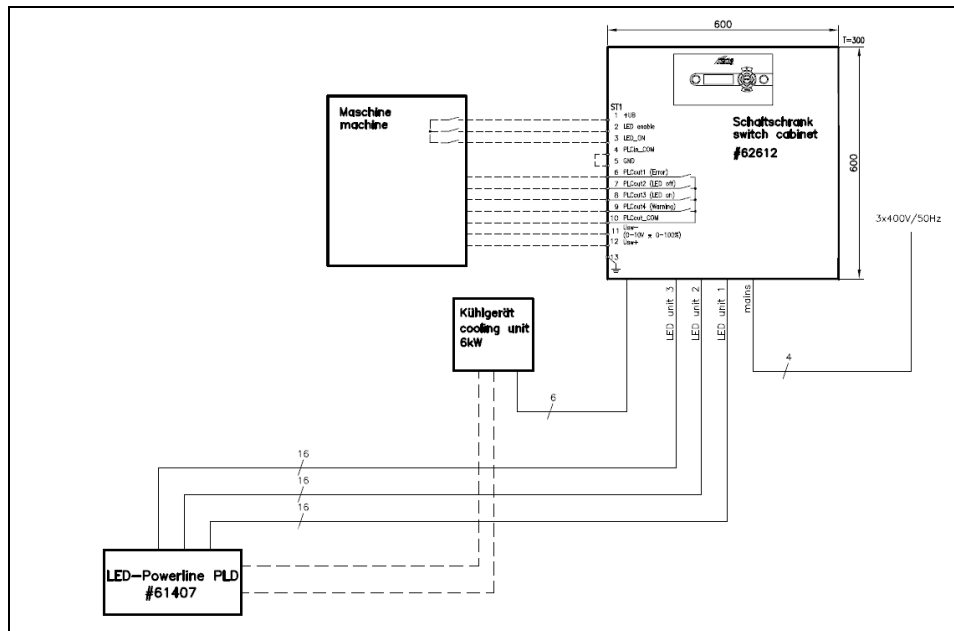 600
T=300
Maschine
machine
ST1
1 +UB
2 LED enable
3 LED_ON
4 PLCin_COM
5 GND
6 PLCout1 (Error)
7 PLCout2 (LED off)
8 PLCout3 (LED on)
9 PLCout4 (Warning)
10 PLCout_COM
11 Usw-
(0-10V = 0-100%)
12 Usw+
13
Schaltschrank
switch cabinet
#62612
600
3x400V/50Hz
LED unit 3
LED unit 2
LED unit 1
mains
Kühlgerät
cooling unit
6kW
4
6
16
16
16
LED-Powerline PLD
#61407